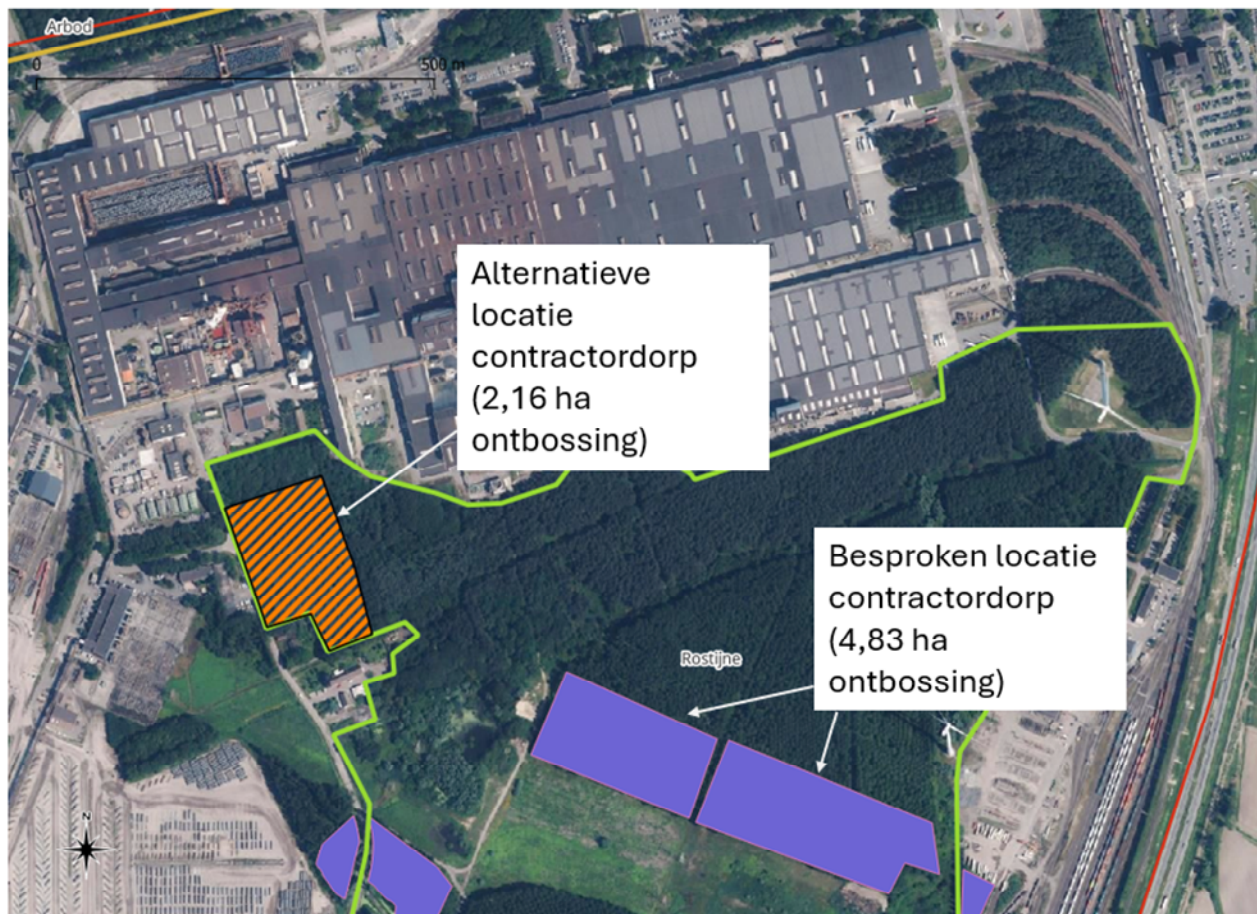 Arbod
0
500 m
Alternatieve
locatie
contractordorp
(2,16 ha
ontbossing)
Besproken locatie
contractordorp
(4,83 ha
ontbossing)
Rostijne
N